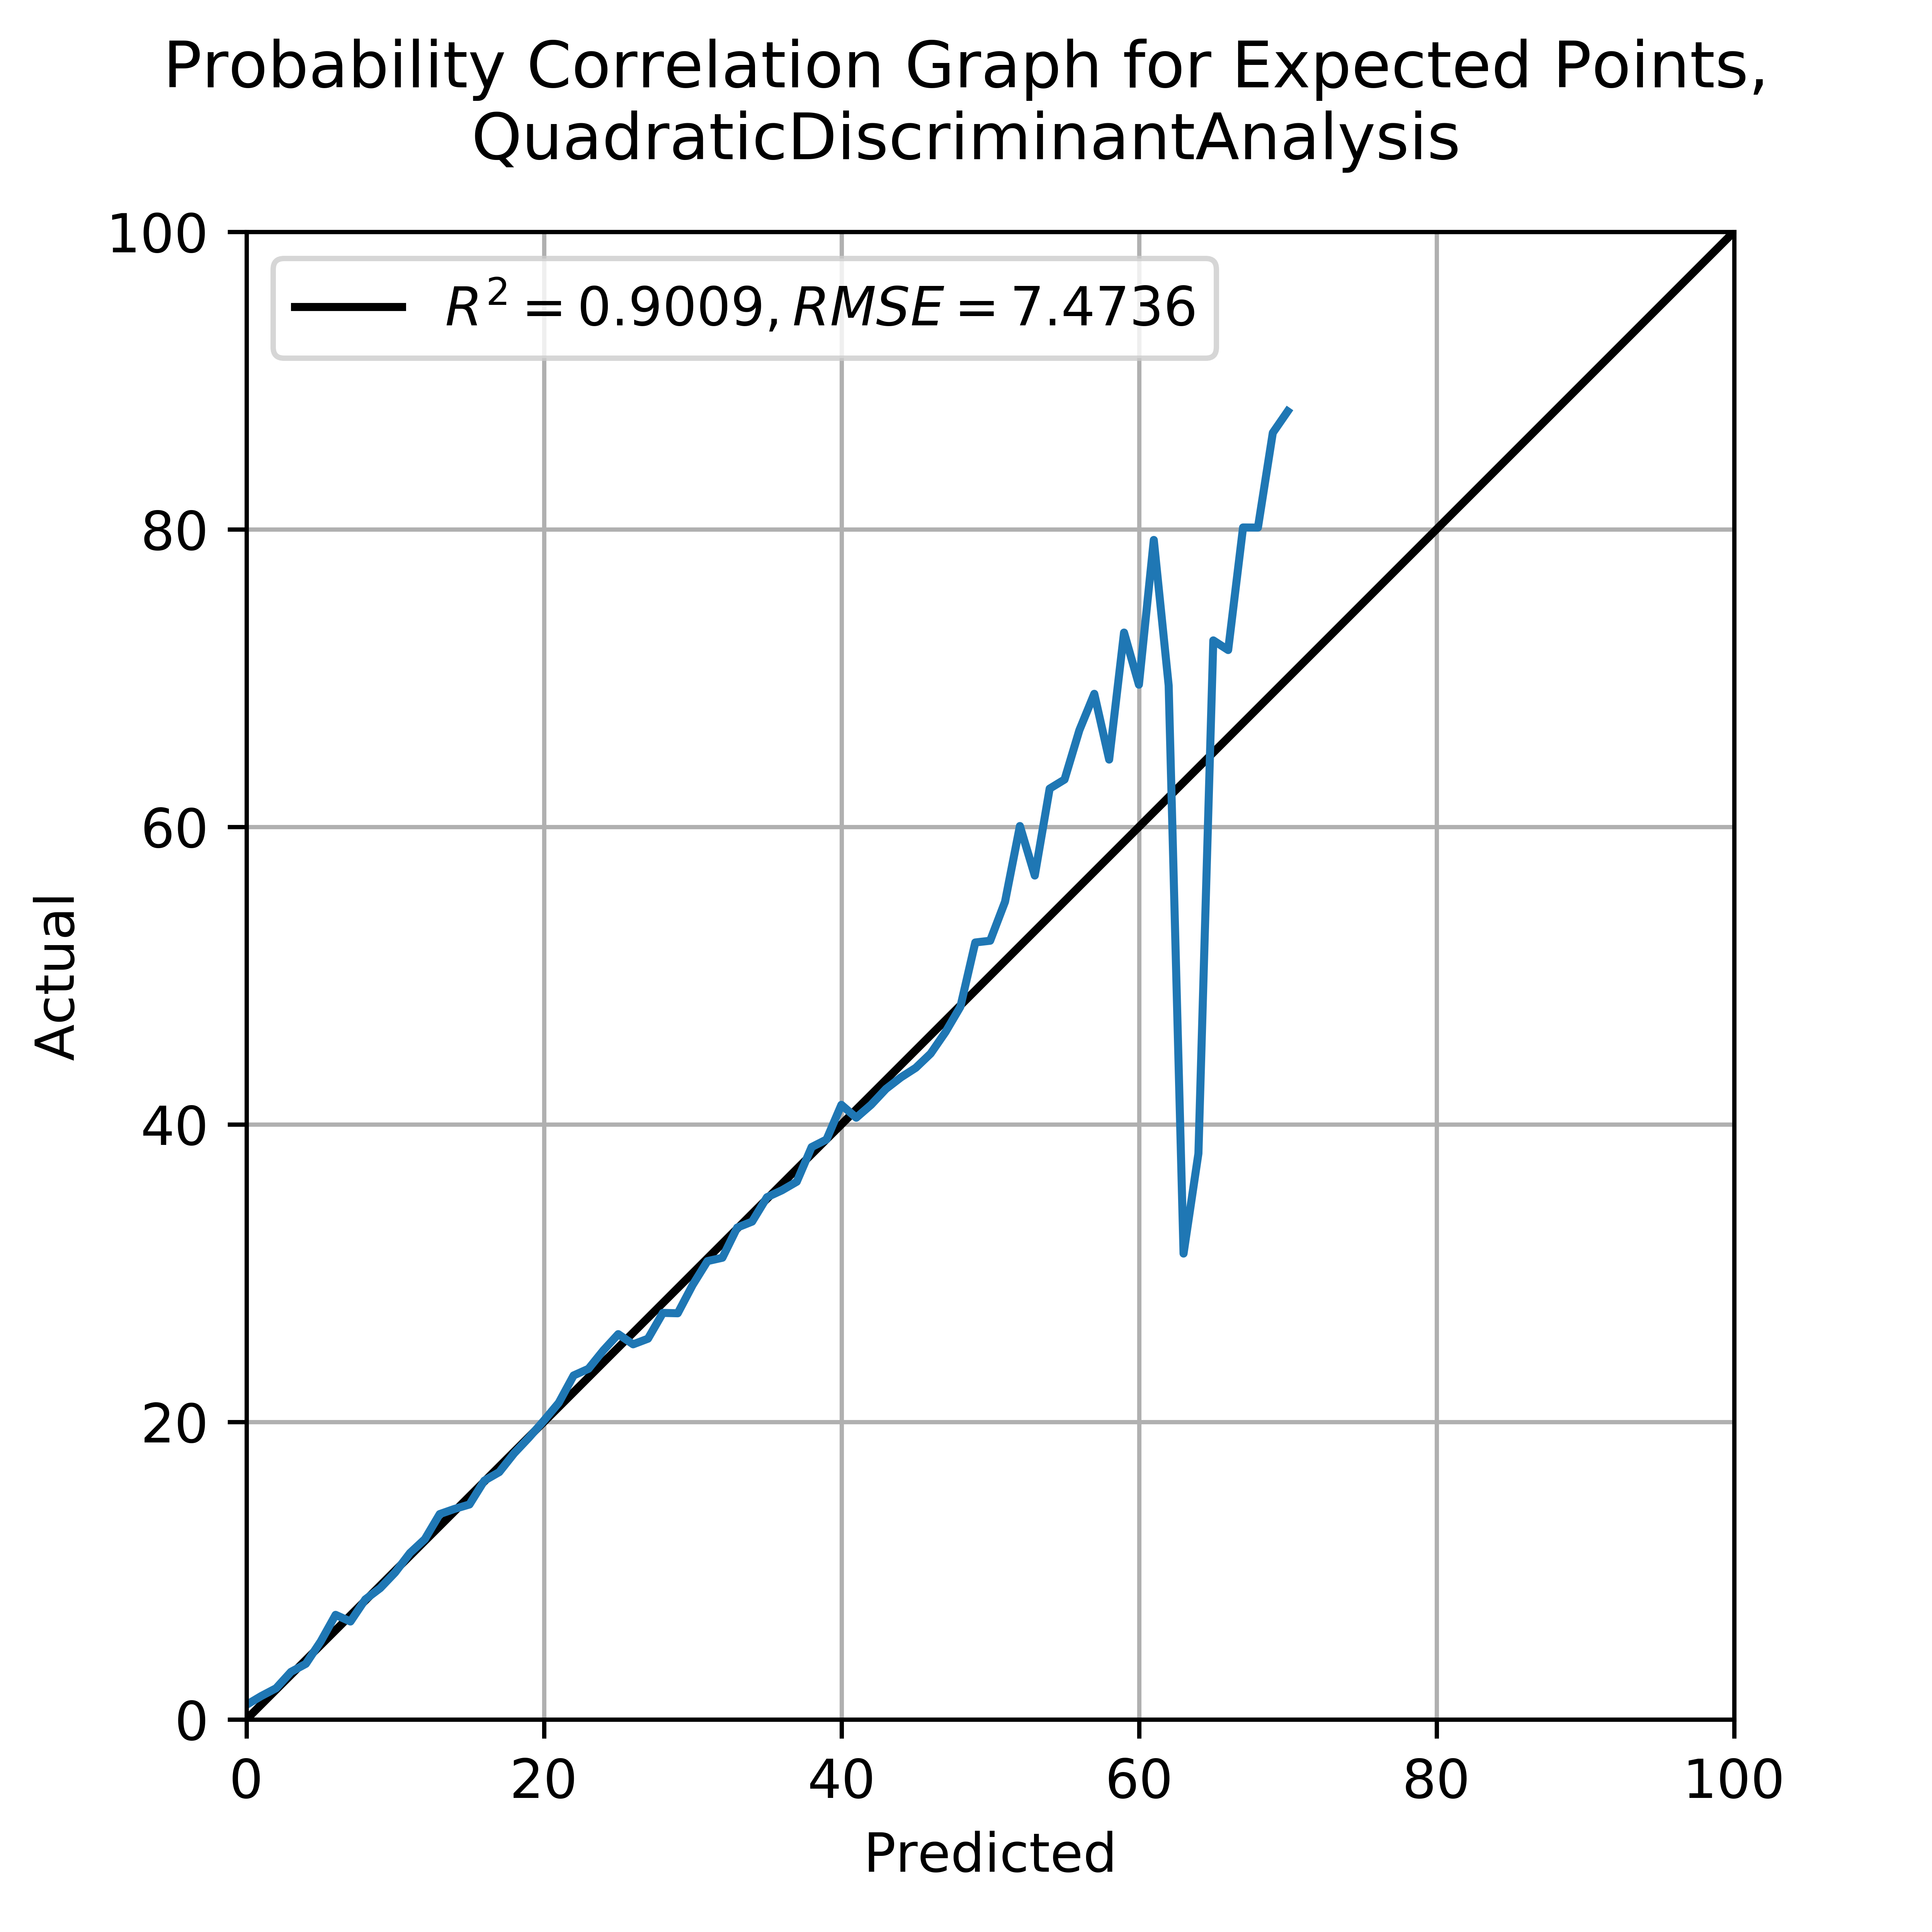 Probability Correlation Graph for Expected Points,
QuadraticDiscriminantAnalysis
100
R² = 0.9009, RMSE = 7.4736
80
60
Actual
40
20
0
0 20 40 60 80 100
Predicted